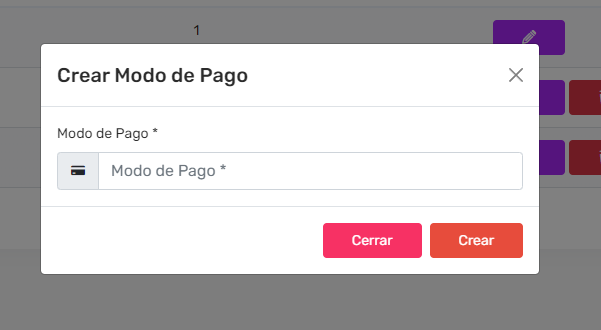 1
Crear Modo de Pago
Modo de Pago *
Modo de Pago *
Cerrar
Crear